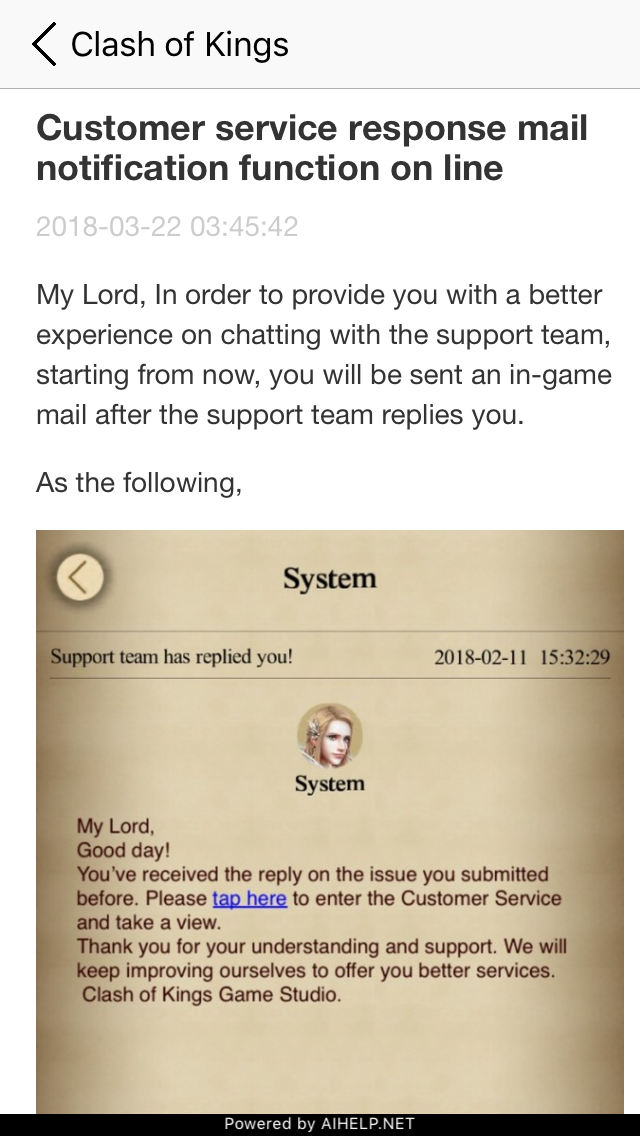 Clash of Kings
Customer service response mail
notification function on line
2018-03-22 03:45:42
My Lord, In order to provide you with a better
experience on chatting with the support team,
starting from now, you will be sent an in-game
mail after the support team replies you.
As the following,
System
Support team has replied you! 2018-02-11 15:32:29
System
My Lord,
Good day!
You've received the reply on the issue you submitted
before. Please tap here to enter the Customer Service
and take a view.
Thank you for your understanding and support. We will
keep improving ourselves to offer you better services.
Clash of Kings Game Studio.
Powered by AIHELP.NET